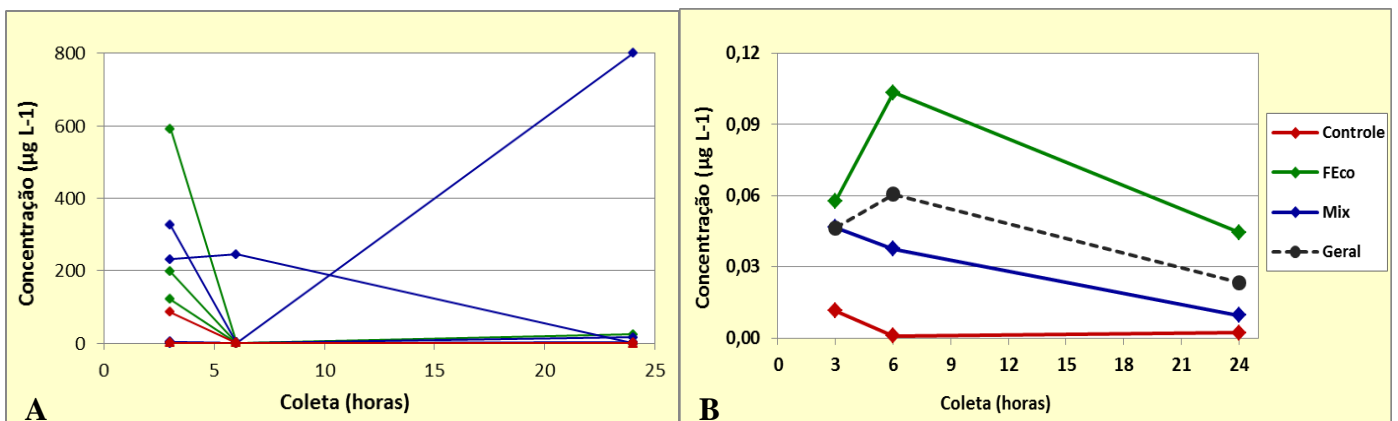 800
600
400
200
0
0
5
10
15
20
25
Concentração (µg L-1)
Coleta (horas)
A
0,12
0,09
0,06
0,03
0,00
0
3
6
9
12
15
18
21
24
Concentração (µg L-1)
Coleta (horas)
B
Controle
FEco
Mix
Geral